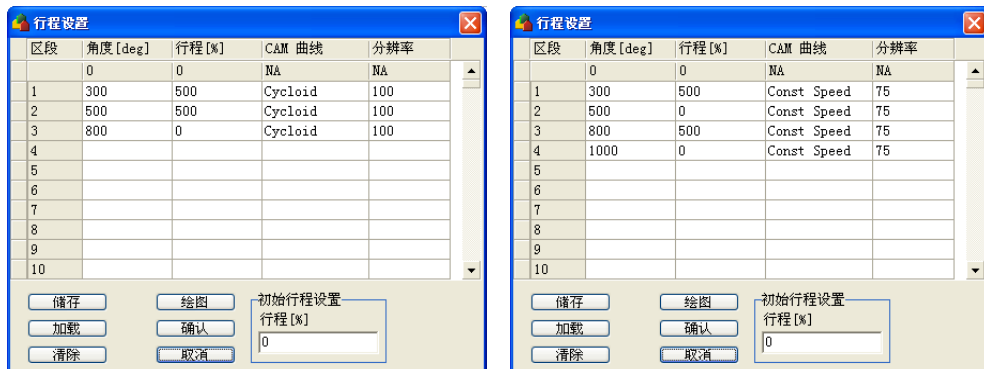 行程设置
区段 角度[deg] 行程[%] CAM 曲线 分辨率
0 0 NA NA
1 300 500 Cycloid 100
2 500 500 Cycloid 100
3 800 0 Cycloid 100
4
5
6
7
8
9
10
储存 绘图 初始行程设置
加载 确认 行程[%]
清除 取消 0
行程设置
区段 角度[deg] 行程[%] CAM 曲线 分辨率
0 0 NA NA
1 300 500 Const Speed 75
2 500 0 Const Speed 75
3 800 500 Const Speed 75
4 1000 0 Const Speed 75
5
6
7
8
9
10
储存 绘图 初始行程设置
加载 确认 行程[%]
清除 取消 0